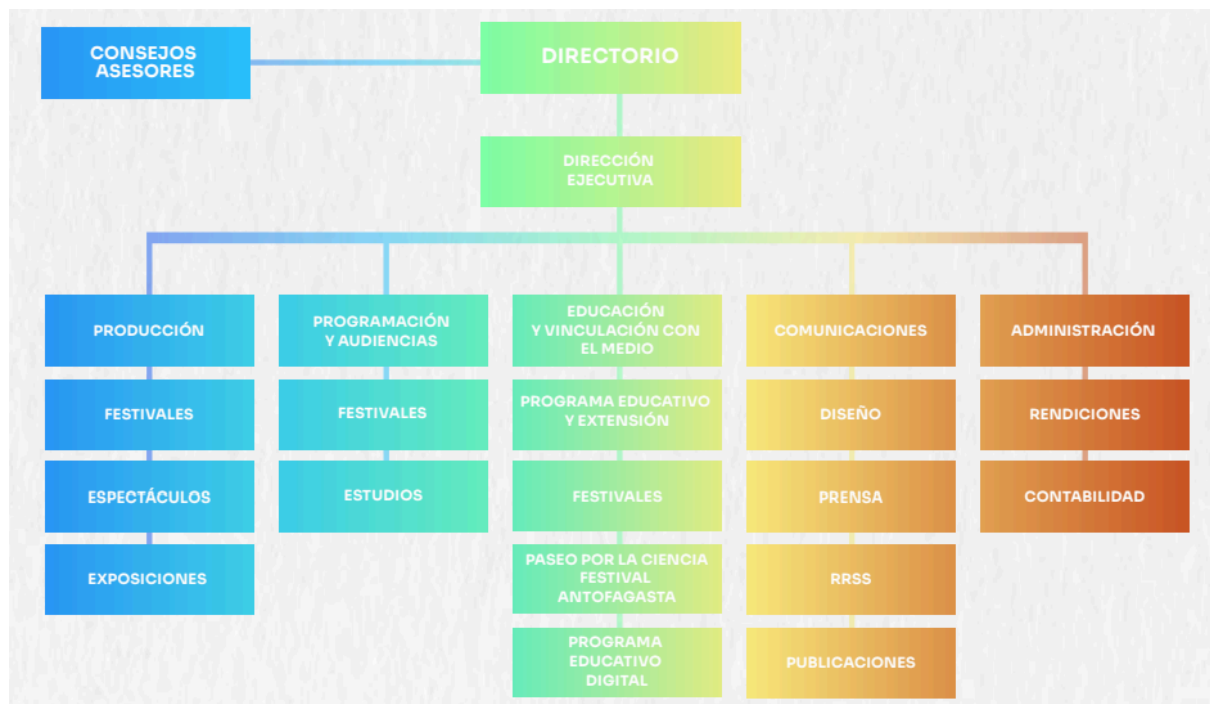 CONSEJOS
ASESORES
DIRECTORIO
DIRECCIÓN
EJECUTIVA
PRODUCCIÓN
FESTIVALES
ESPECTÁCULOS
EXPOSICIONES
PROGRAMACIÓN
Y AUDIENCIAS
FESTIVALES
ESTUDIOS
EDUCACIÓN
Y VINCULACIÓN CON
EL MEDIO
PROGRAMA EDUCATIVO
Y EXTENSIÓN
FESTIVALES
PASEO POR LA CIENCIA
FESTIVAL
ANTOFAGASTA
PROGRAMA
EDUCATIVO
DIGITAL
COMUNICACIONES
DISEÑO
PRENSA
RRSS
PUBLICACIONES
ADMINISTRACIÓN
RENDICIONES
CONTABILIDAD